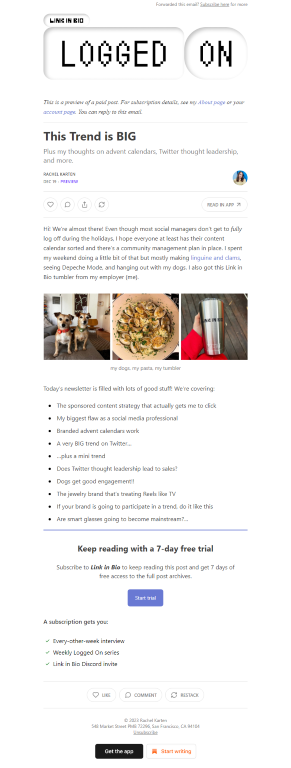 Forwarded this email? Subscribe here for more
LINK IN BIO
LOGGED ON
This is a preview of a paid post. For subscription details, see my About page or your
account page. You can reply to this email.
This Trend is BIG
Plus my thoughts on advent calendars, Twitter thought leadership,
and more.
RACHEL KARTEN
DEC 19 ∙ PREVIEW
READ IN APP
Hi! We're almost there! Even though most social managers don't get to fully
log off during the holidays, I hope everyone at least has their content
calendar sorted and there's a community management plan in place. I spent
my weekend doing a little bit of that but mostly making linguine and clams,
seeing Depeche Mode, and hanging out with my dogs. I also got this Link in
Bio tumbler from my employer (me).
LINK IN BIO
my dogs, my pasta, my tumbler
Today's newsletter is filled with lots of good stuff! We're covering:
• The sponsored content strategy that actually gets me to click
• My biggest flaw as a social media professional
• Branded advent calendars work
• A very BIG trend on Twitter...
• ...plus a mini trend
• Does Twitter thought leadership lead to sales?
• Dogs get good engagement!!
• The jewelry brand that's treating Reels like TV
• If your brand is going to participate in a trend, do it like this
• Are smart glasses going to become mainstream?...
Keep reading with a 7-day free trial
Subscribe to Link in Bio to keep reading this post and get 7 days of
free access to the full post archives.
Start trial
A subscription gets you:
✓ Every-other-week interview
✓ Weekly Logged On series
✓ Link in Bio Discord invite
LIKE
COMMENT
RESTACK
© 2023 Rachel Karten
548 Market Street PMB 72296, San Francisco, CA 94104
Unsubscribe
Get the app
Start writing